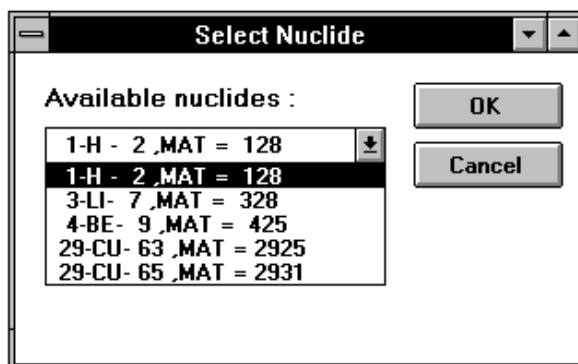 Select Nuclide
Available nuclides :
OK
1-H - 2 ,MAT = 128
Cancel
1-H - 2 ,MAT = 128
3-LI- 7 ,MAT = 328
4-BE- 9 ,MAT = 425
29-CU- 63 ,MAT = 2925
29-CU- 65 ,MAT = 2931